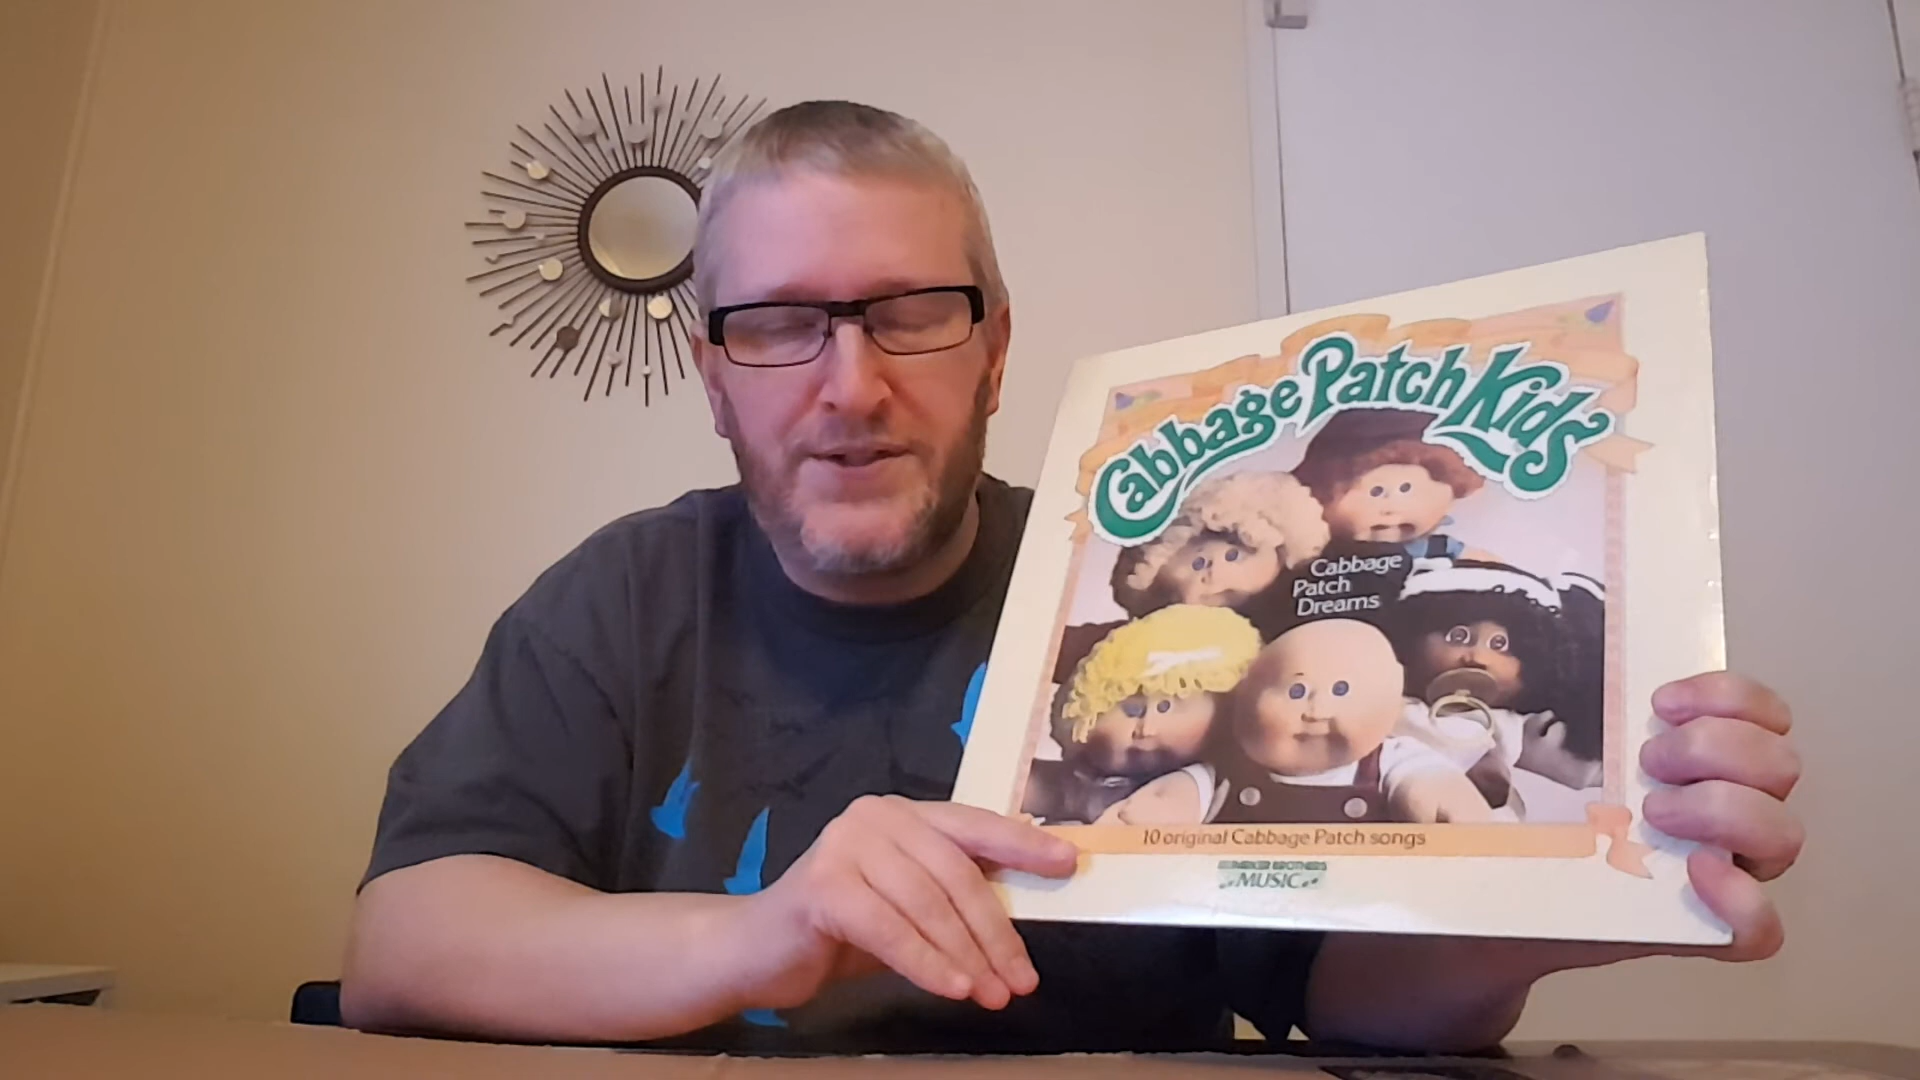 Cabbage Patch Kids
Cabbage
Patch
Dreams
10 original Cabbage Patch songs
MUSIC